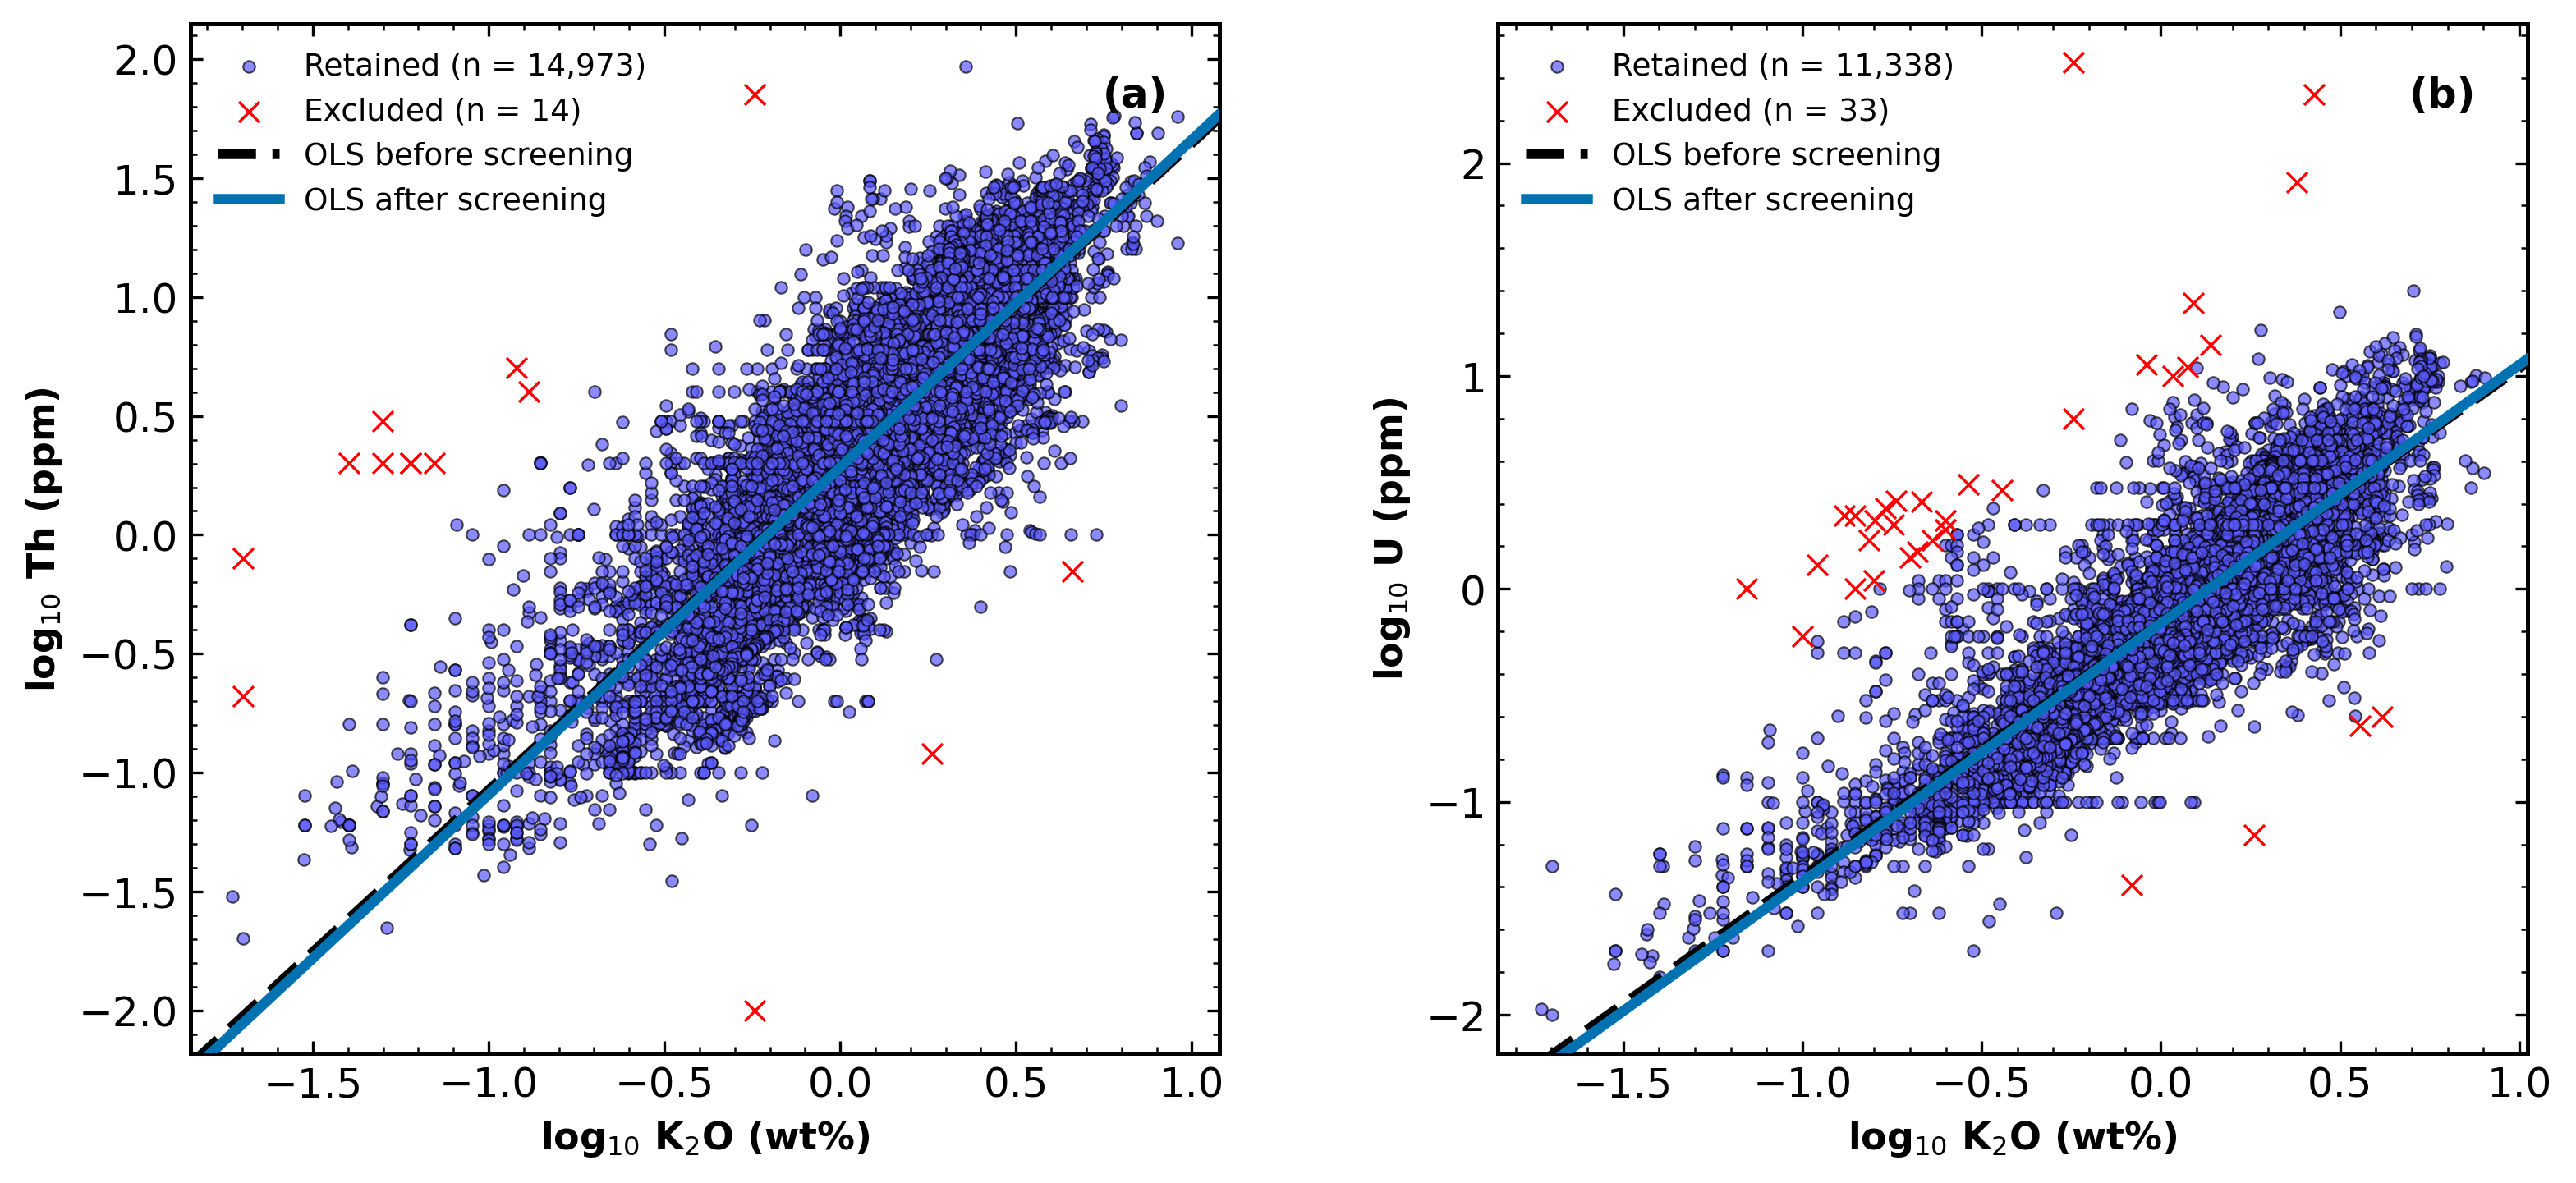 Retained (n = 14,973)
Excluded (n = 14)
OLS before screening
OLS after screening
(a)
2.0
1.5
1.0
0.5
0.0
−0.5
−1.0
−1.5
−2.0
log₁₀ Th (ppm)
−1.5 −1.0 −0.5 0.0 0.5 1.0
log₁₀ K₂O (wt%)
Retained (n = 11,338)
Excluded (n = 33)
OLS before screening
OLS after screening
(b)
2
1
0
−1
−2
log₁₀ U (ppm)
−1.5 −1.0 −0.5 0.0 0.5 1.0
log₁₀ K₂O (wt%)